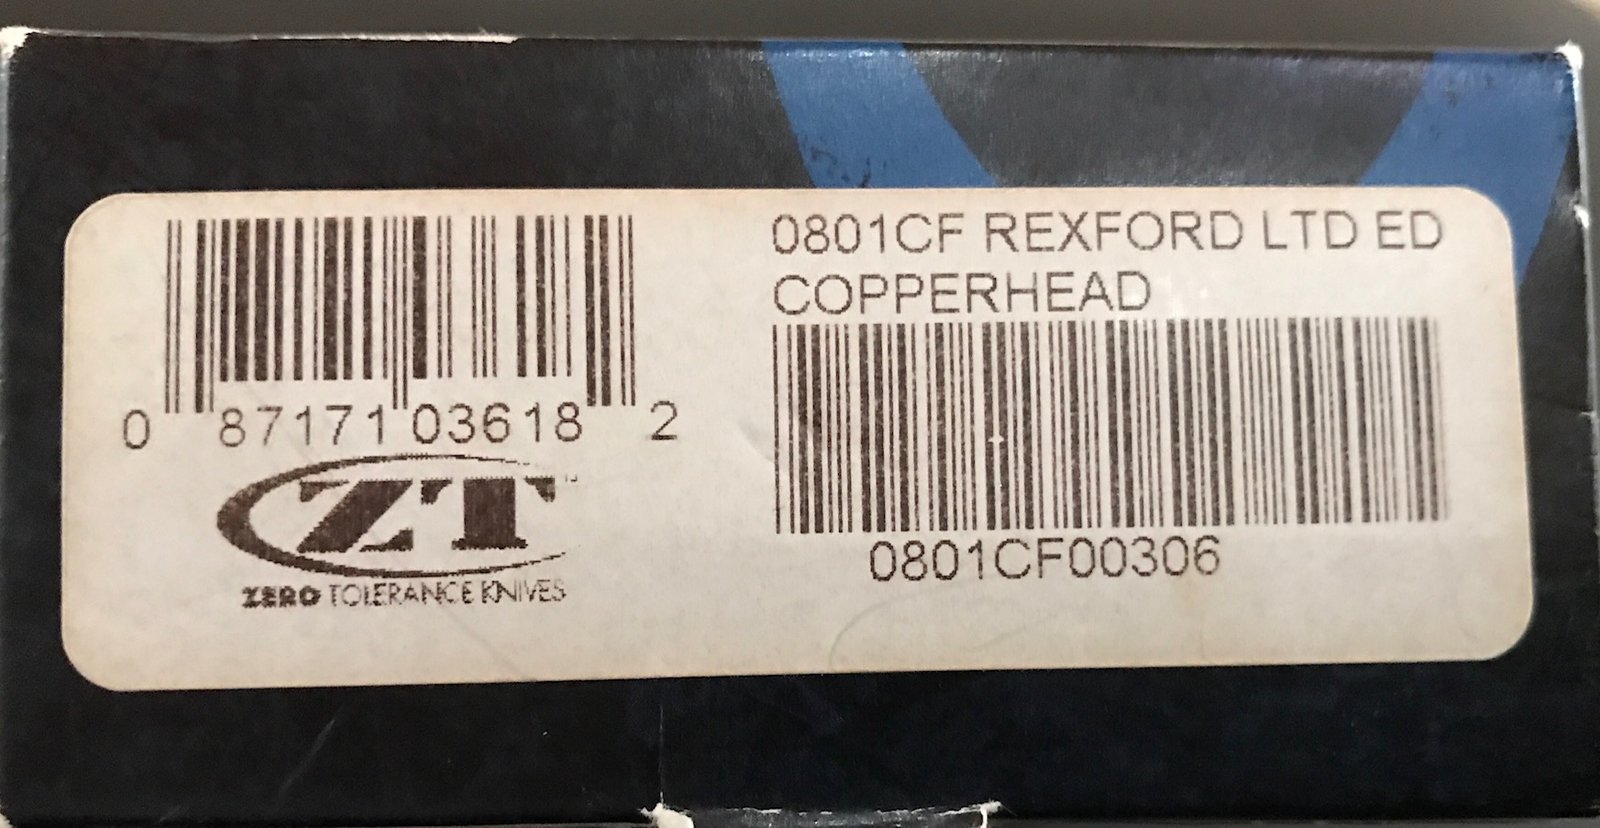 0801CF REXFORD LTD ED
COPPERHEAD
0 87171 03618 2
ZT
ZERO TOLERANCE KNIVES
0801CF00306